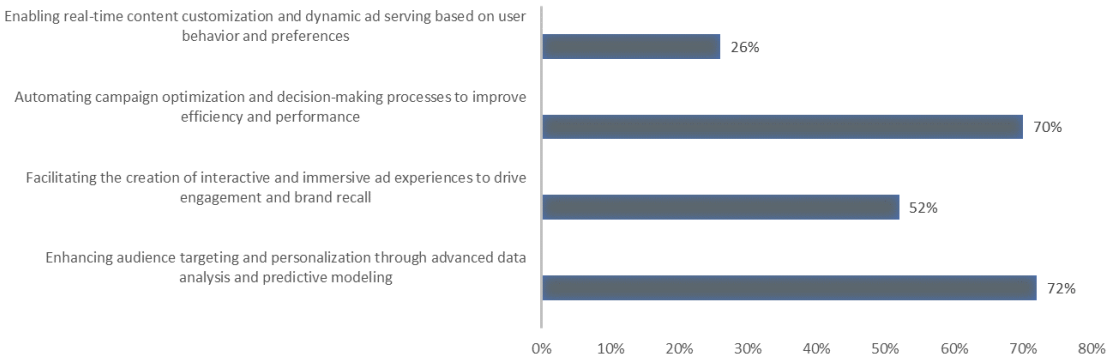 Enabling real-time content customization and dynamic ad serving based on user
behavior and preferences
26%
Automating campaign optimization and decision-making processes to improve
efficiency and performance
70%
Facilitating the creation of interactive and immersive ad experiences to drive
engagement and brand recall
52%
Enhancing audience targeting and personalization through advanced data
analysis and predictive modeling
72%
0% 10% 20% 30% 40% 50% 60% 70% 80%